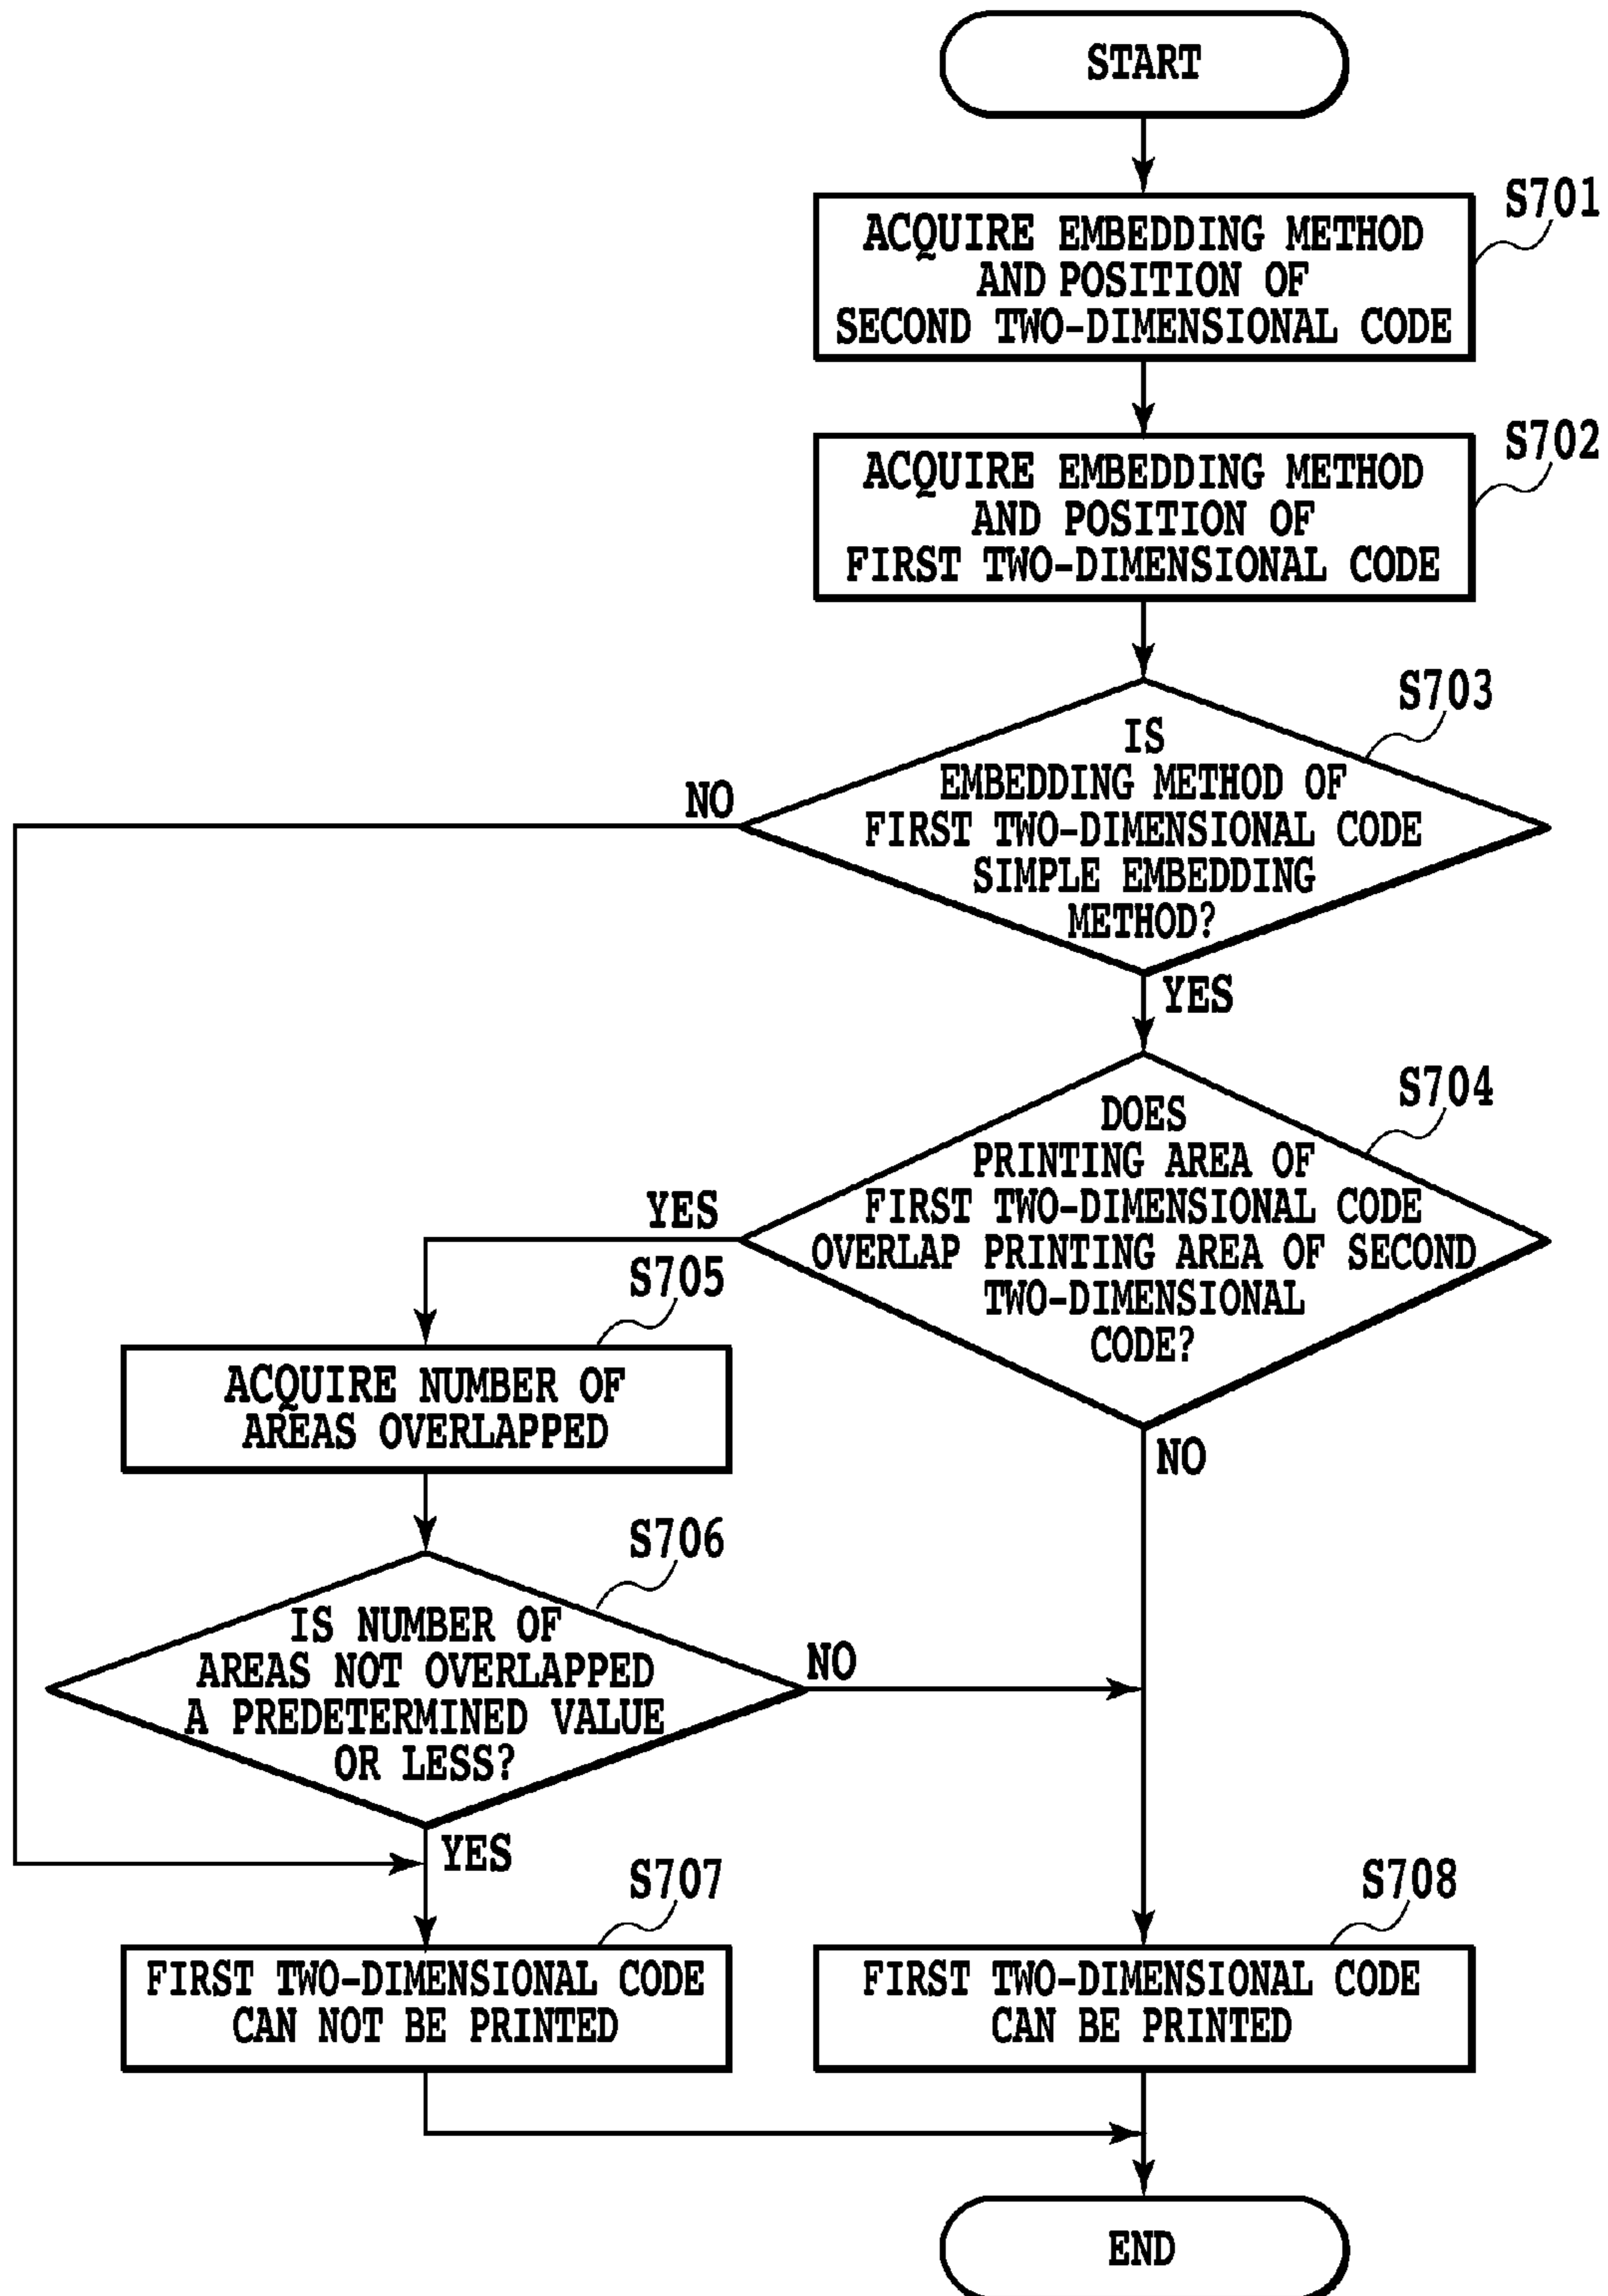 START
S701
ACQUIRE EMBEDDING METHOD
AND POSITION OF
SECOND TWO-DIMENSIONAL CODE
S702
ACQUIRE EMBEDDING METHOD
AND POSITION OF
FIRST TWO-DIMENSIONAL CODE
S703
IS
EMBEDDING METHOD OF
FIRST TWO-DIMENSIONAL CODE
SIMPLE EMBEDDING
METHOD?
NO
YES
S704
DOES
PRINTING AREA OF
FIRST TWO-DIMENSIONAL CODE
OVERLAP PRINTING AREA OF SECOND
TWO-DIMENSIONAL
CODE?
YES
NO
S705
ACQUIRE NUMBER OF
AREAS OVERLAPPED
S706
IS NUMBER OF
AREAS NOT OVERLAPPED
A PREDETERMINED VALUE
OR LESS?
NO
YES
S707
FIRST TWO-DIMENSIONAL CODE
CAN NOT BE PRINTED
S708
FIRST TWO-DIMENSIONAL CODE
CAN BE PRINTED
END